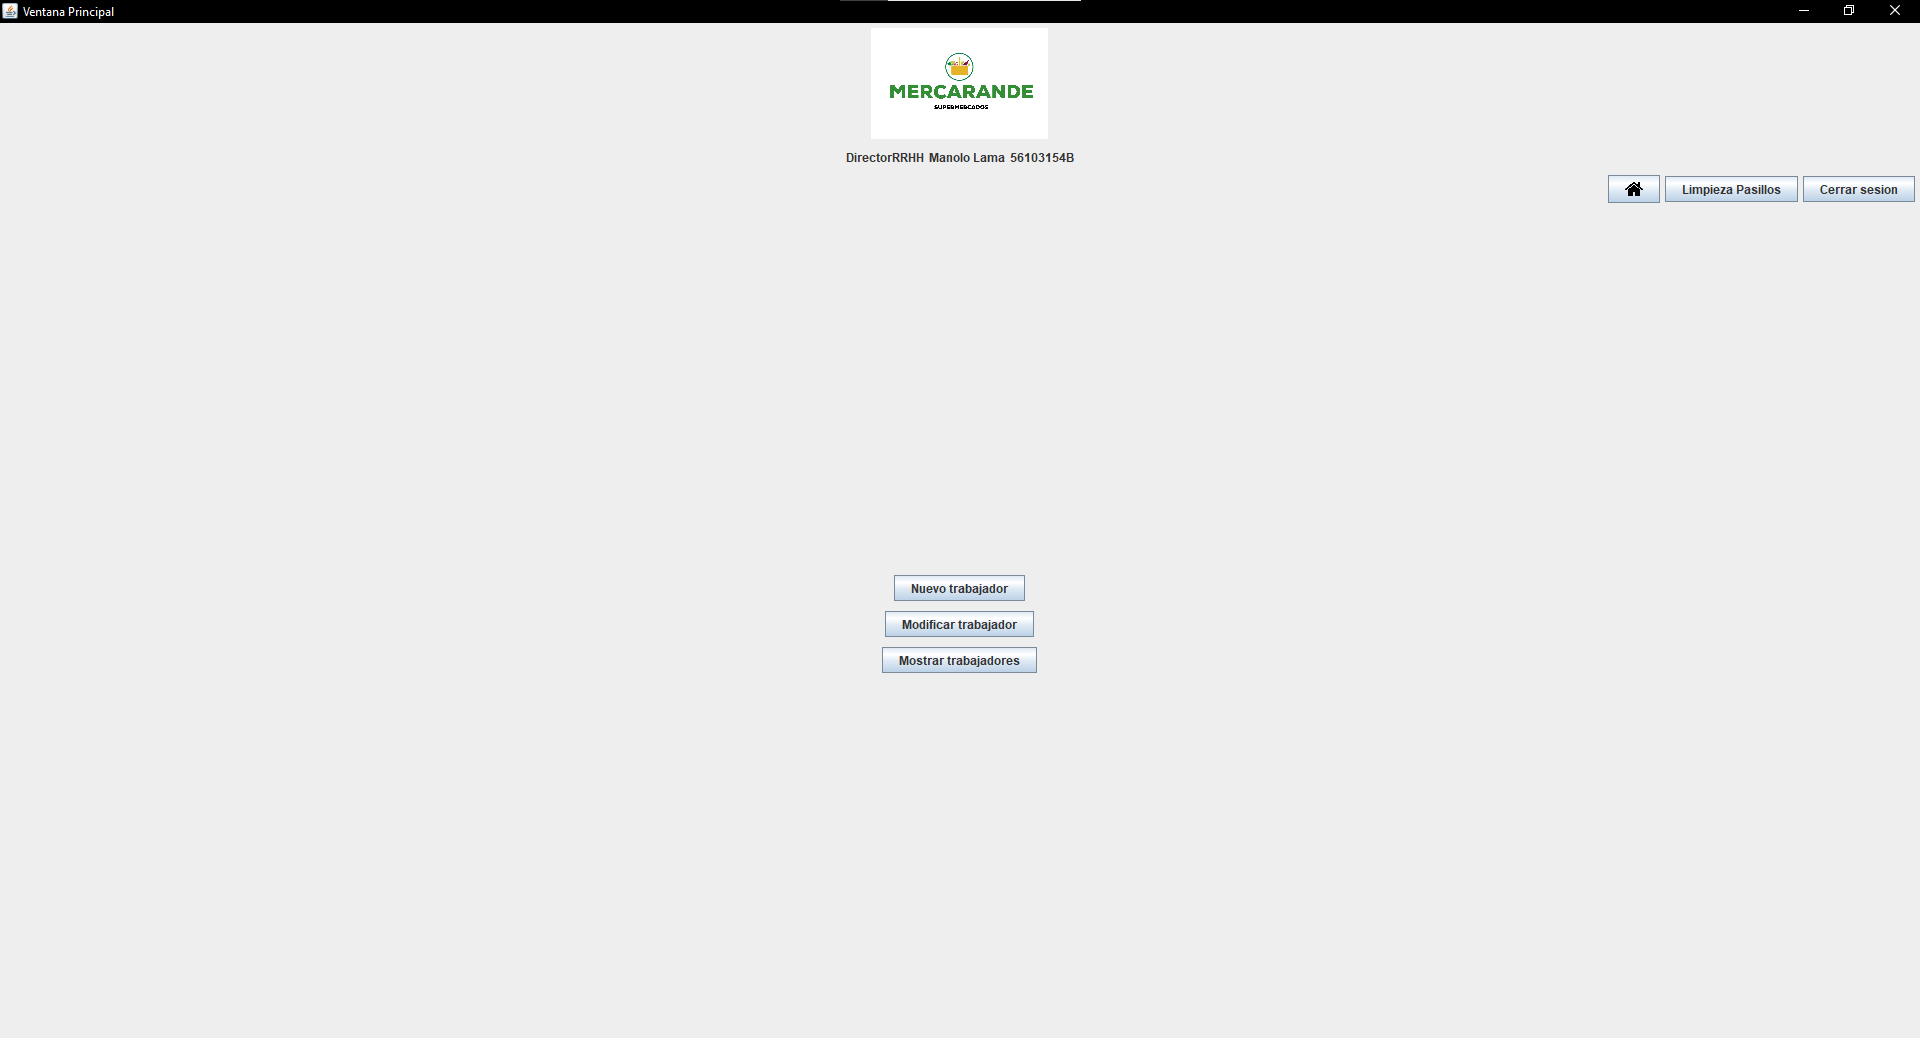 Ventana Principal
MERCARANDE
SUPERMERCADOS
DirectorRRHH Manolo Lama 56103154B
Limpieza Pasillos Cerrar sesion
Nuevo trabajador
Modificar trabajador
Mostrar trabajadores